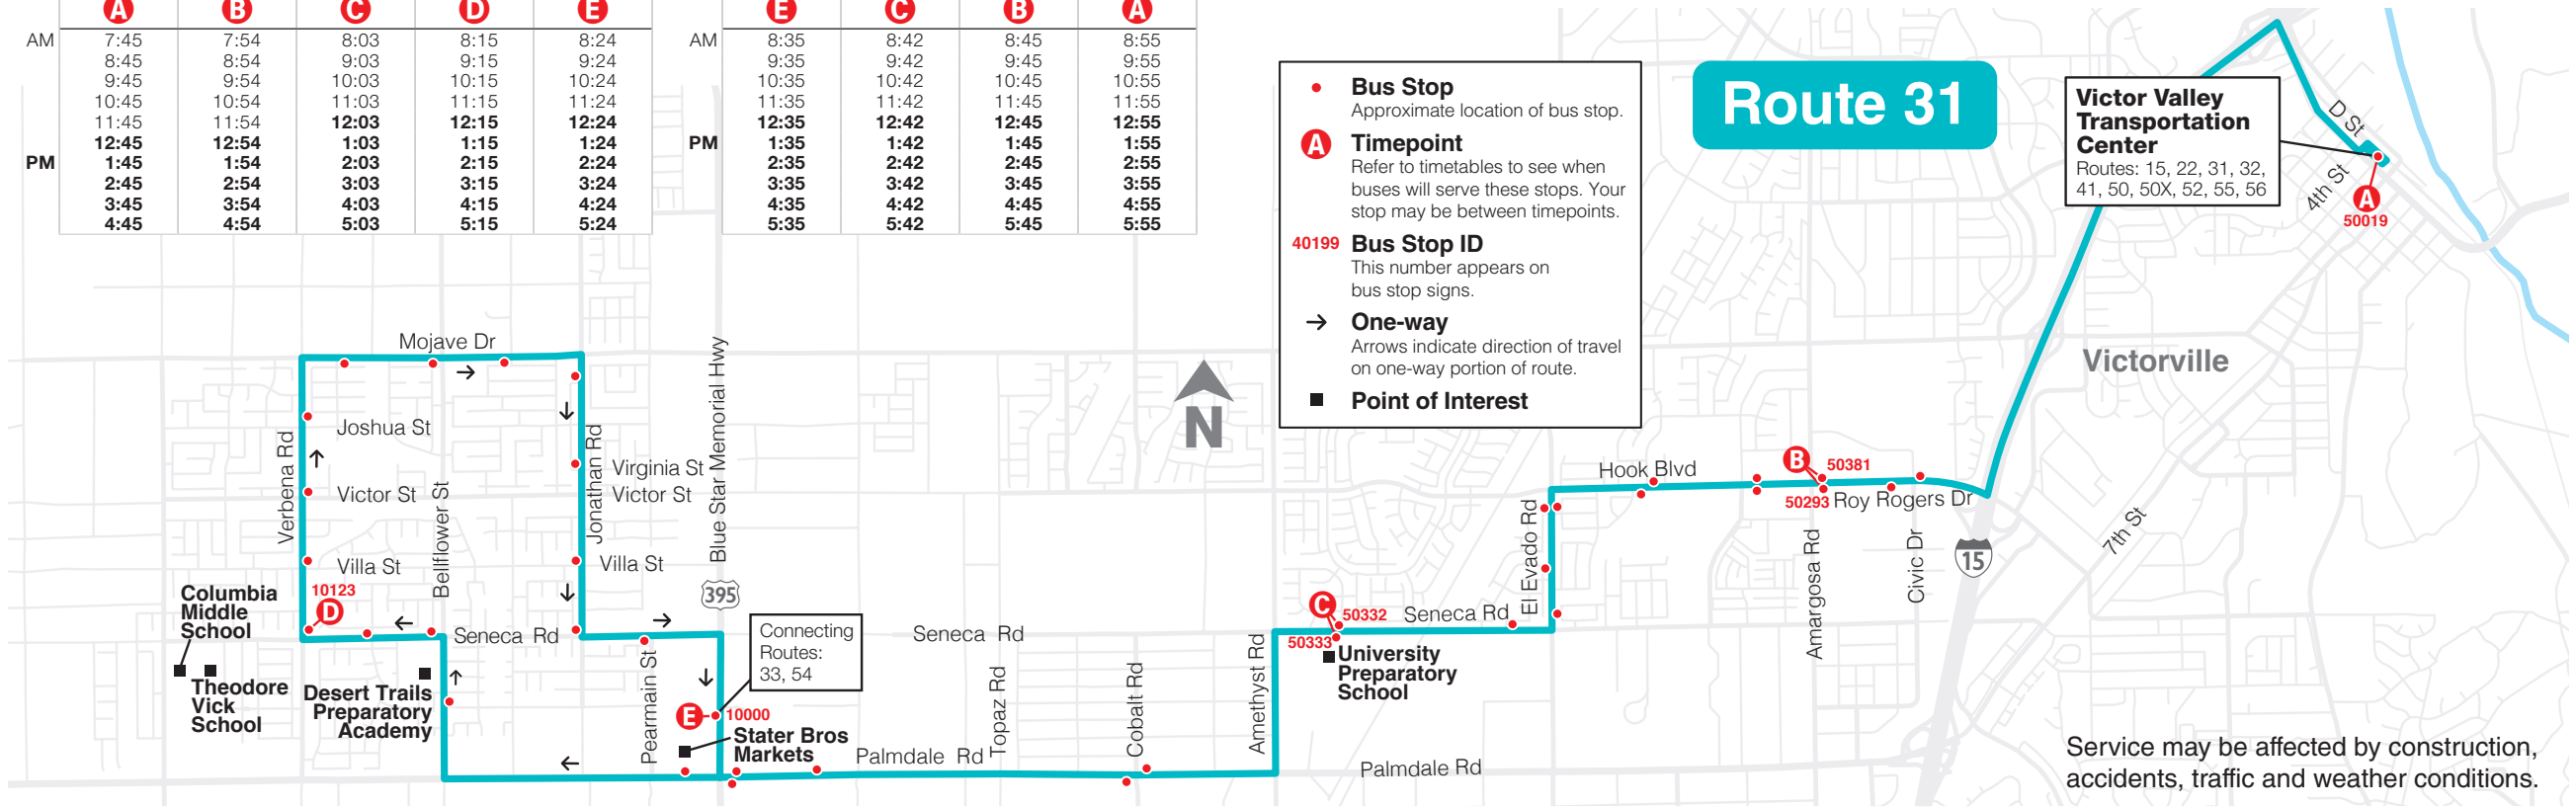 A B C D E
AM 7:45 7:54 8:03 8:15 8:24
8:45 8:54 9:03 9:15 9:24
9:45 9:54 10:03 10:15 10:24
10:45 10:54 11:03 11:15 11:24
11:45 11:54 12:03 12:15 12:24
12:45 12:54 1:03 1:15 1:24
PM 1:45 1:54 2:03 2:15 2:24
2:45 2:54 3:03 3:15 3:24
3:45 3:54 4:03 4:15 4:24
4:45 4:54 5:03 5:15 5:24
E C B A
AM 8:35 8:42 8:45 8:55
9:35 9:42 9:45 9:55
10:35 10:42 10:45 10:55
11:35 11:42 11:45 11:55
12:35 12:42 12:45 12:55
PM 1:35 1:42 1:45 1:55
2:35 2:42 2:45 2:55
3:35 3:42 3:45 3:55
4:35 4:42 4:45 4:55
5:35 5:42 5:45 5:55
Bus Stop
Approximate location of bus stop.
A Timepoint
Refer to timetables to see when
buses will serve these stops. Your
stop may be between timepoints.
40199 Bus Stop ID
This number appears on
bus stop signs.
→ One-way
Arrows indicate direction of travel
on one-way portion of route.
Point of Interest
Route 31
Victor Valley
Transportation
Center
Routes: 15, 22, 31, 32,
41, 50, 50X, 52, 55, 56
D St
4th St
A
50019
Victorville
N
Mojave Dr
Joshua St
Verbena Rd
Victor St
Bellflower St
Villa St
Jonathan Rd
Virginia St
Victor St
Villa St
Blue Star Memorial Hwy
395
10123
D
Columbia
Middle
School
Theodore
Vick
School
Desert Trails
Preparatory
Academy
Seneca Rd
Pearmain St
Connecting
Routes:
33, 54
E
10000
Stater Bros
Markets
Seneca Rd
Palmdale Rd
Topaz Rd
Cobalt Rd
Amethyst Rd
Palmdale Rd
C
50332
50333
University
Preparatory
School
Seneca Rd
El Evado Rd
Hook Blvd
B
50381
50293
Roy Rogers Dr
Amargosa Rd
Civic Dr
15
7th St
Service may be affected by construction,
accidents, traffic and weather conditions.